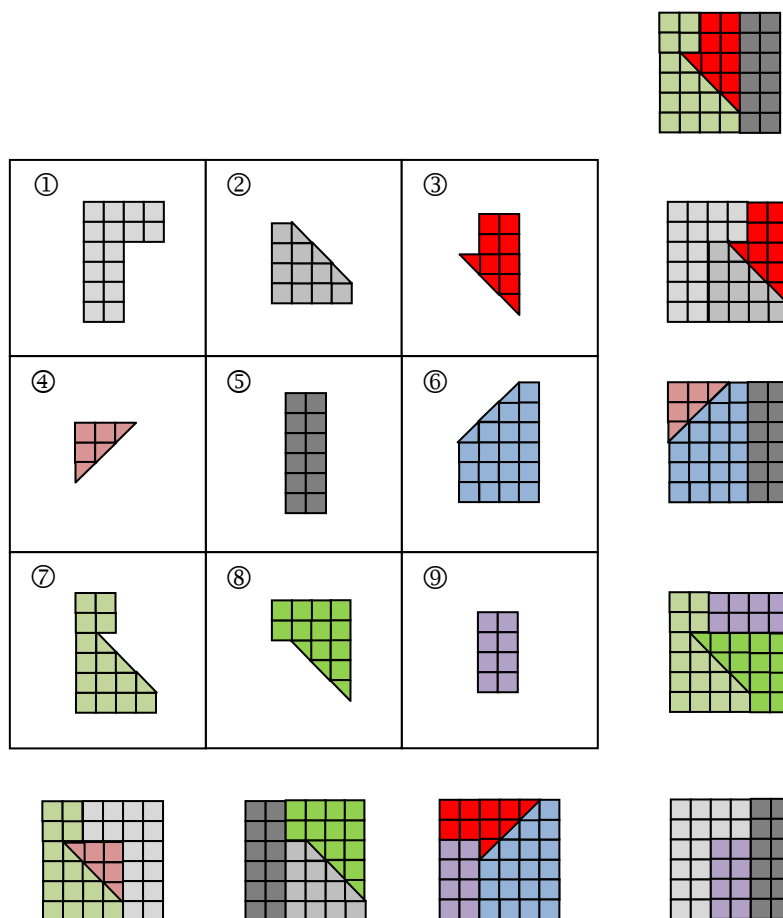 ① ② ③
④ ⑤ ⑥
⑦ ⑧ ⑨